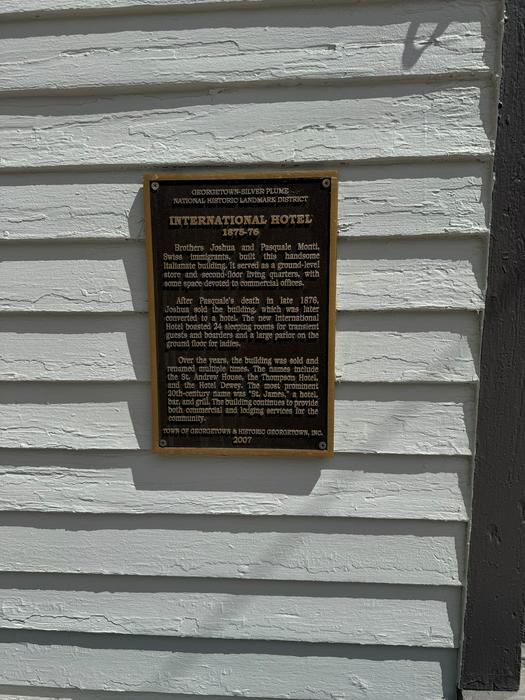 GEORGETOWN-SILVER PLUME
NATIONAL HISTORIC LANDMARK DISTRICT
INTERNATIONAL HOTEL
1875-76
Brothers Joshua and Pasquale Monti,
Swiss immigrants, built this handsome
Italianate building. It served as a ground-level
store and second-floor living quarters, with
some space devoted to commercial offices.
After Pasquale's death in late 1876,
Joshua sold the building, which was later
converted to a hotel. The new International
Hotel boasted 24 sleeping rooms for transient
guests and boarders and a large parlor on the
ground floor for ladies.
Over the years, the building was sold and
renamed multiple times. The names include
the St. Andrew House, the Thompson Hotel,
and the Hotel Dewey. The most prominent
20th-century name was "St. James," a hotel,
bar, and grill. The building continues to provide
both commercial and lodging services for the
community.
TOWN OF GEORGETOWN & HISTORIC GEORGETOWN, INC.
2007